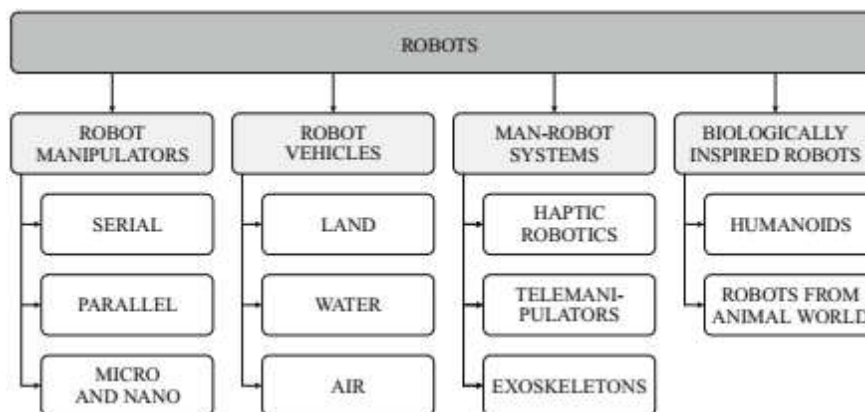 ROBOTS
ROBOT
MANIPULATORS
SERIAL
PARALLEL
MICRO
AND NANO
ROBOT
VEHICLES
LAND
WATER
AIR
MAN-ROBOT
SYSTEMS
HAPTIC
ROBOTICS
TELEMANI-
PULATORS
EXOSKELETONS
BIOLOGICALLY
INSPIRED ROBOTS
HUMANOIDS
ROBOTS FROM
ANIMAL WORLD